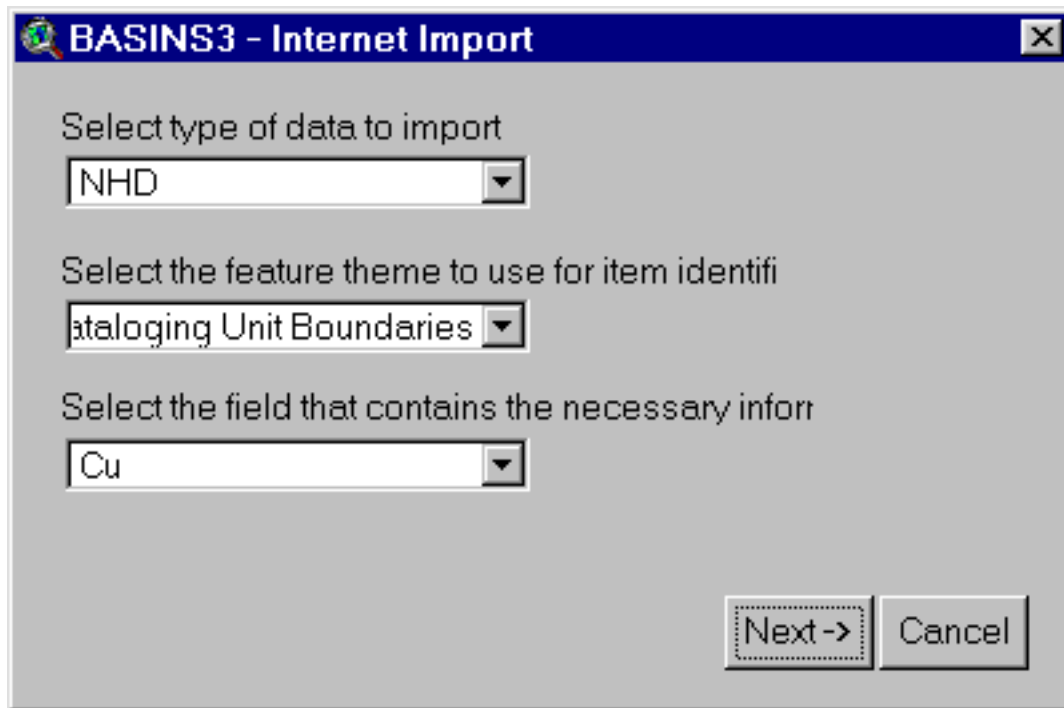 BASINS3 - Internet Import
Select type of data to import
NHD
Select the feature theme to use for item identifi
ataloging Unit Boundaries
Select the field that contains the necessary infor
Cu
Next-> Cancel